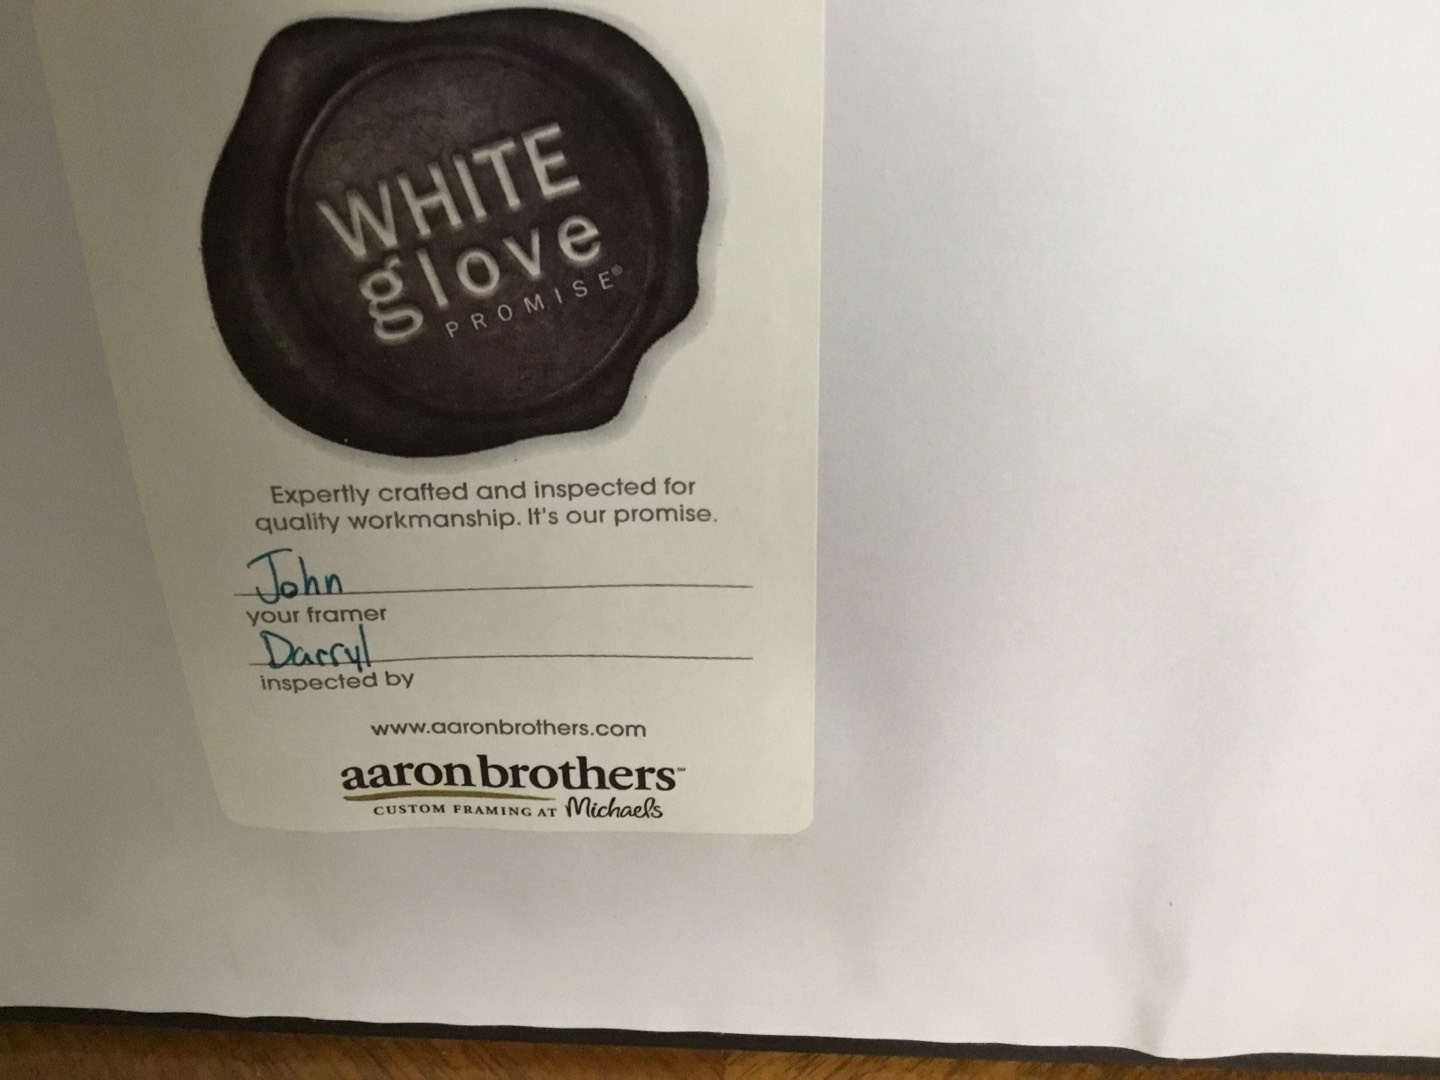 WHITE
glove
PROMISE®
Expertly crafted and inspected for
quality workmanship. It's our promise.
John
your framer
Darryl
inspected by
www.aaronbrothers.com
aaronbrothers™
CUSTOM FRAMING AT Michaels